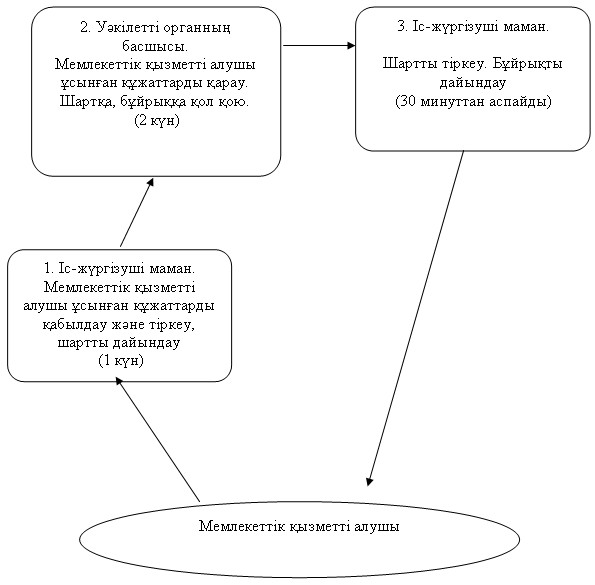 2. Уәкілетті органның
басшысы.
Мемлекеттік қызметті алушы
ұсынған құжаттарды қарау.
Шартқа, бұйрыққа қол қою.
(2 күн)
3. Іс-жүргізуші маман.
Шартты тіркеу. Бұйрықты
дайындау
(30 минуттан аспайды)
1. Іс-жүргізуші маман.
Мемлекеттік қызметті
алушы ұсынған құжаттарды
қабылдау және тіркеу,
шартты дайындау
(1 күн)
Мемлекеттік қызметті алушы